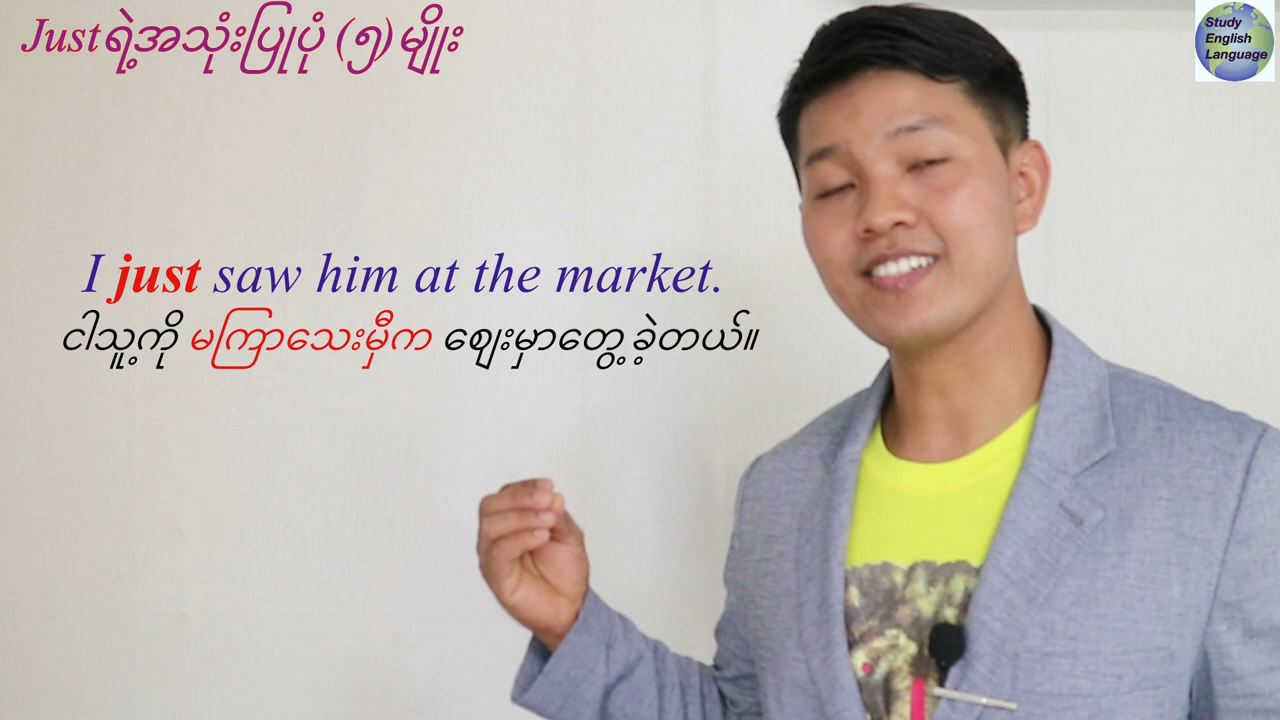 Justရဲ့အသုံးပြုပုံ (၅) မျိုး
Study
English
Language
I just saw him at the market.
ငါသူ့ကို မကြာသေးမှီက ဈေးမှာတွေ့ခဲ့တယ်။